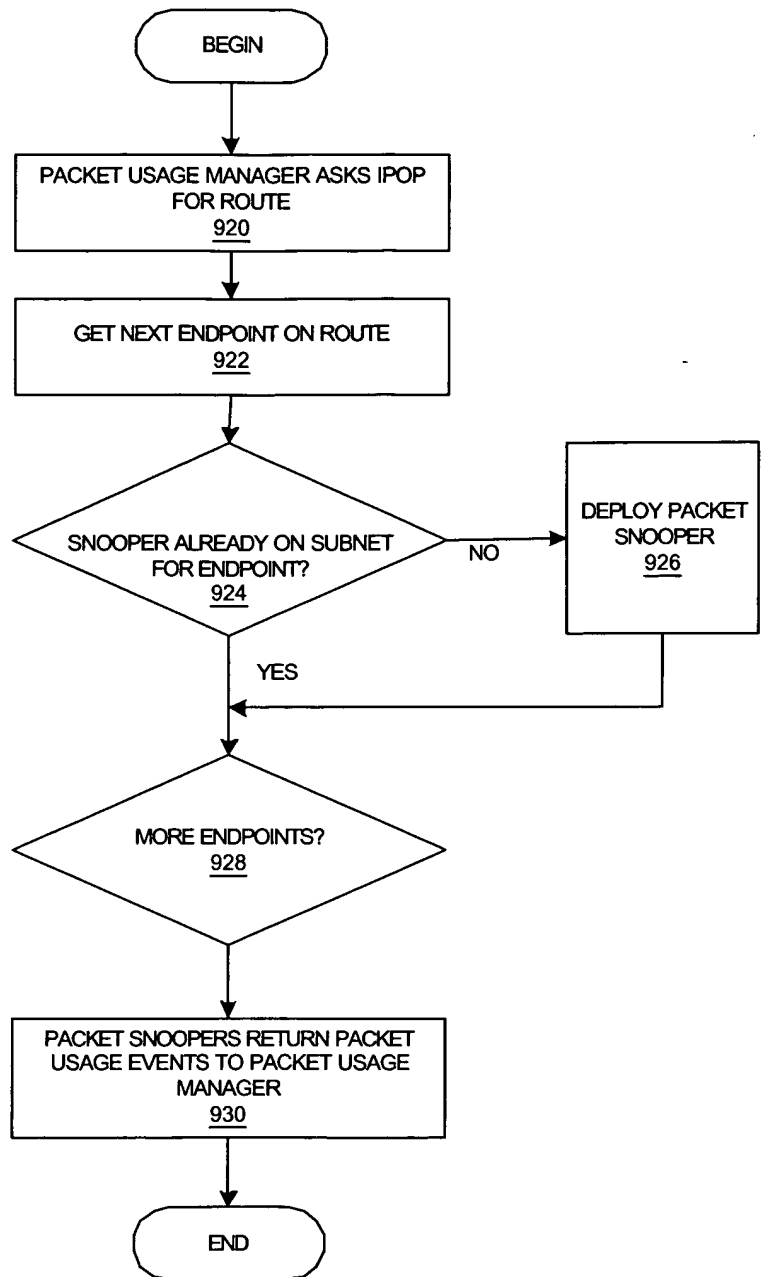 BEGIN
PACKET USAGE MANAGER ASKS IPOP
FOR ROUTE
920
GET NEXT ENDPOINT ON ROUTE
922
SNOOPER ALREADY ON SUBNET
FOR ENDPOINT?
924
NO
DEPLOY PACKET
SNOOPER
926
YES
MORE ENDPOINTS?
928
PACKET SNOOPERS RETURN PACKET
USAGE EVENTS TO PACKET USAGE
MANAGER
930
END